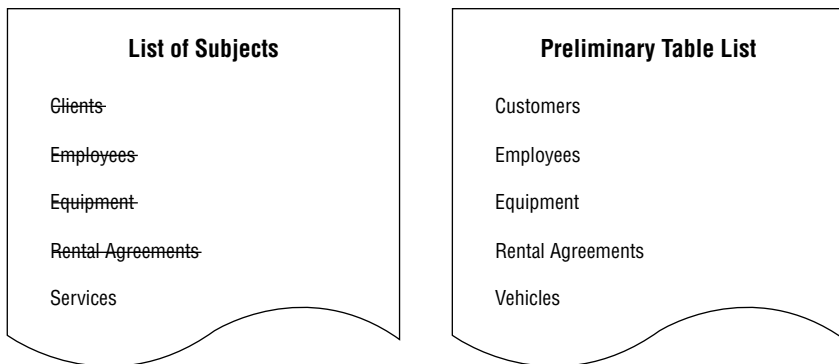 List of Subjects
Clients
Employees
Equipment
Rental Agreements
Services
Preliminary Table List
Customers
Employees
Equipment
Rental Agreements
Vehicles